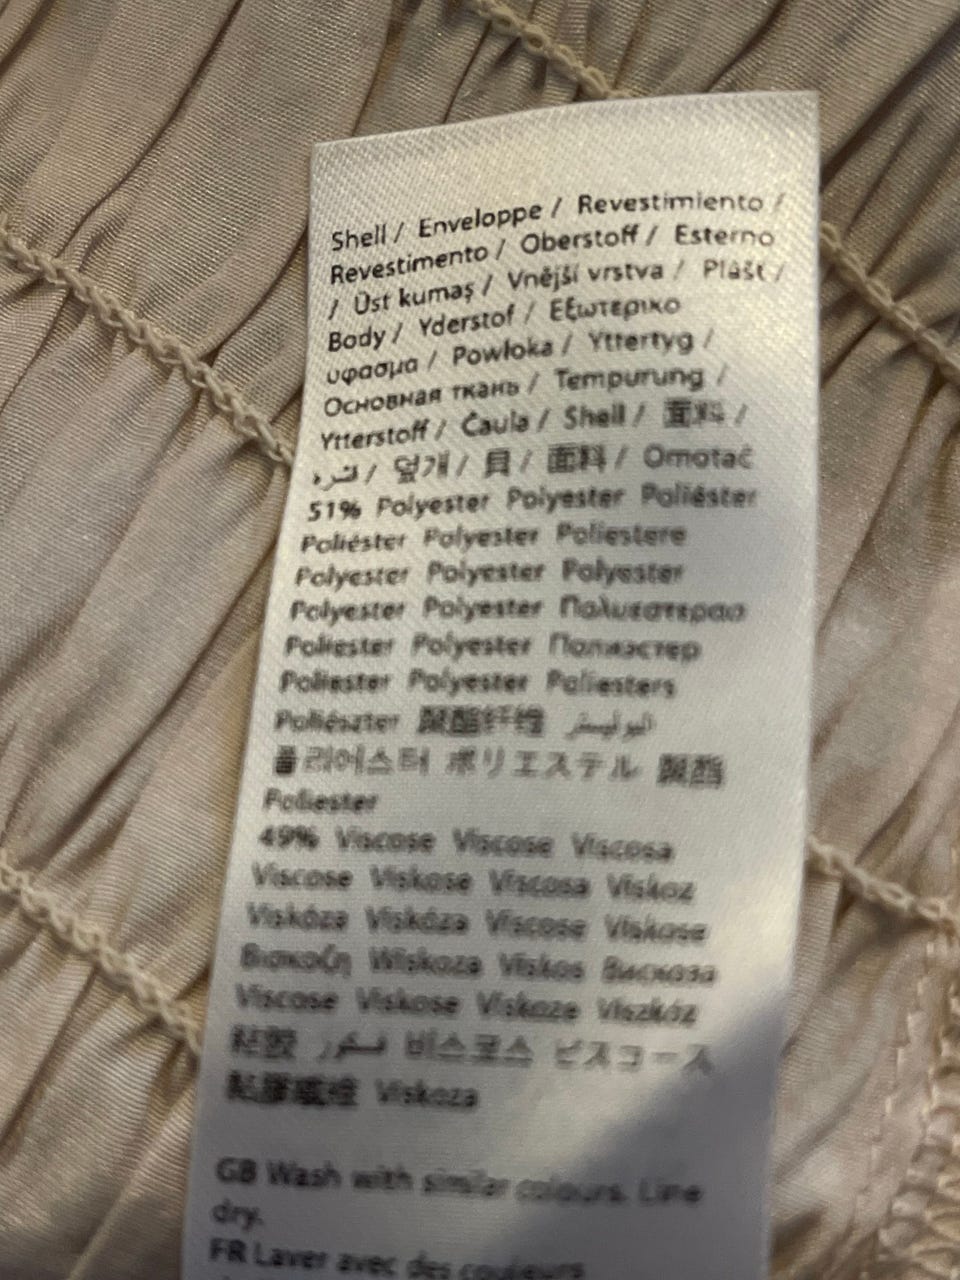 Shell / Enveloppe / Revestimiento /
Revestimento / Oberstoff / Esterno
/ Üst kumaş / Vnější vrstva / Plášť /
Body / Yderstof / Εξωτερικο
υφασμα / Powłoka / Yttertyg /
Основная ткань / Tempurung /
Ytterstoff / Čaula / Shell / 面料 /
/ 덮개 / 貝 / 面料 / Omotač
51% Polyester Polyester Poliéster
Poliéster Polyester Poliestere
Polyester Polyester Polyester
Polyester Polyester Πολυεστερασ
Poliester Polyester Полиэстер
Poliester Polyester Poliesters
Poliészter 聚酯纤维 البوليستر
폴리에스터 ポリエステル 聚酯
Poliester
49% Viscose Viscose Viscosa
Viscose Viskose Viscosa Viskoz
Viskóza Viskóza Viscose Viskose
Βισκοζη Wiskoza Viskos Вискоза
Viscose Viskose Viskoze Viszkóz
粘胶 비스코스 ビスコース
Viskoza
GB Wash with similar colours. Line
dry.
FR Laver avec des couleurs